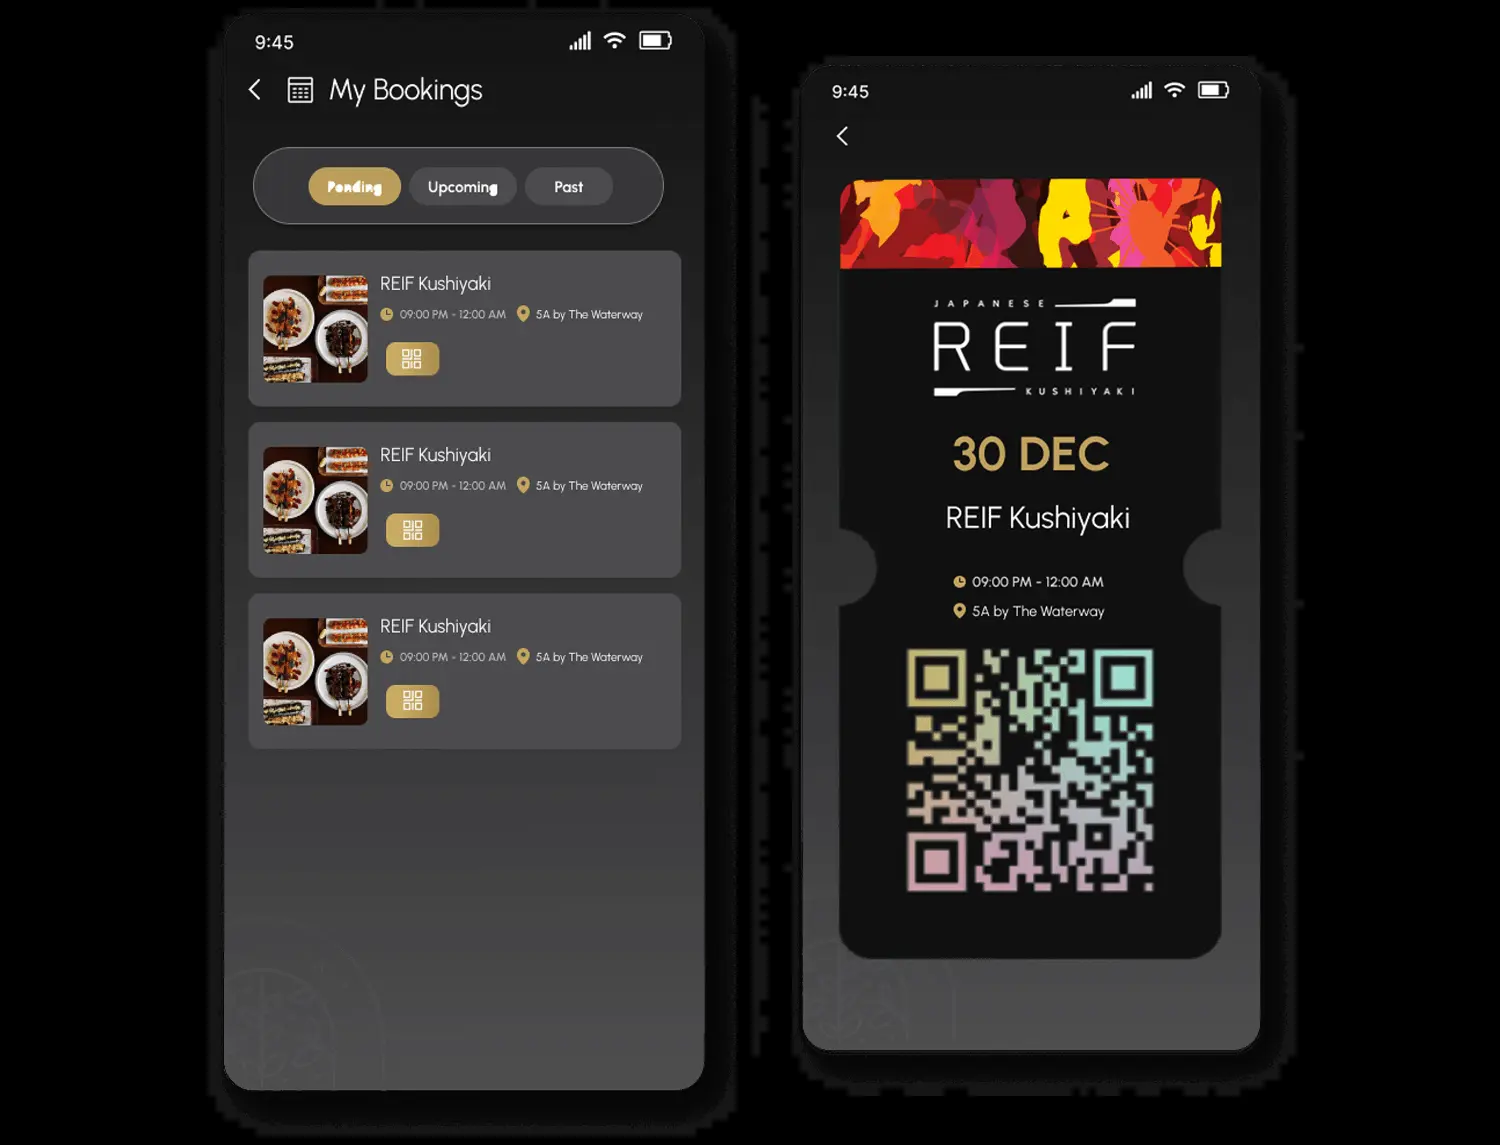 9:45
My Bookings
Pending
Upcoming
Past
REIF Kushiyaki
09:00 PM - 12:00 AM
5A by The Waterway
REIF Kushiyaki
09:00 PM - 12:00 AM
5A by The Waterway
REIF Kushiyaki
09:00 PM - 12:00 AM
5A by The Waterway
9:45
JAPANESE
REIF
KUSHIYAKI
30 DEC
REIF Kushiyaki
09:00 PM - 12:00 AM
5A by The Waterway